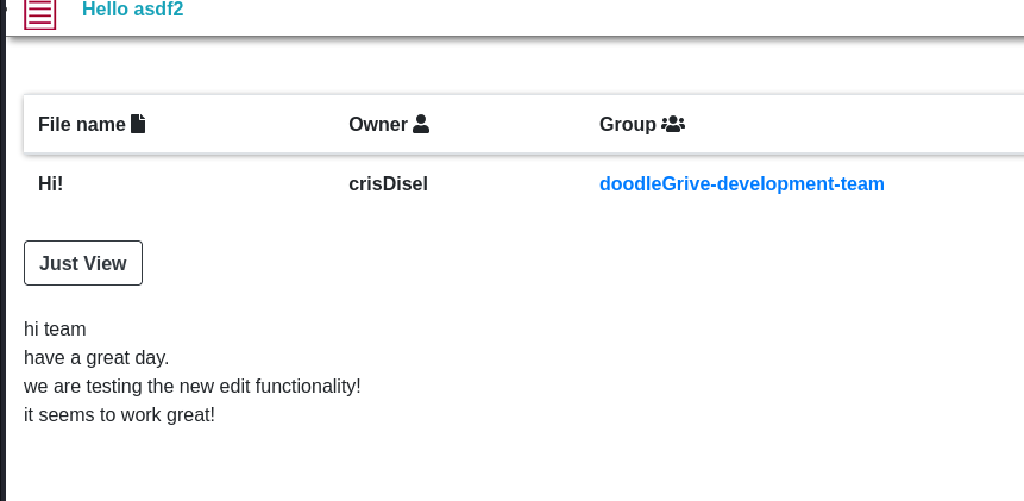 Hello asdf2
File name Owner Group
Hi! crisDisel doodleGrive-development-team
Just View
hi team
have a great day.
we are testing the new edit functionality!
it seems to work great!